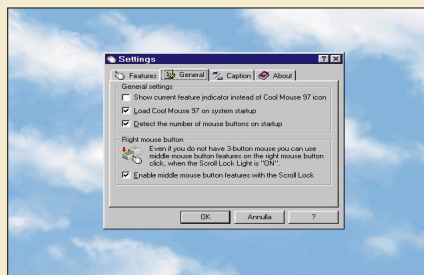 Settings
Features General Caption About
General settings
Show current feature indicator instead of Cool Mouse 97 icon
Load Cool Mouse 97 on system startup
Detect the number of mouse buttons on startup
Right mouse button
Even if you do not have 3-button mouse you can use
middle mouse button features on the right mouse button
click, when the Scroll Lock Light is "ON".
Enable middle mouse button features with the Scroll Lock
OK Annulla ?